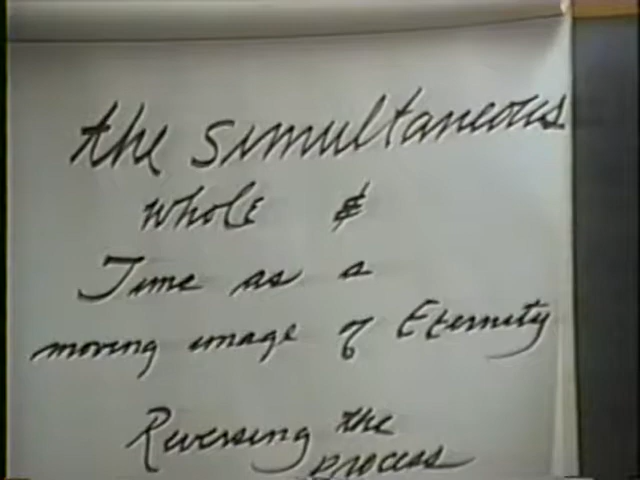 the simultaneous
whole &
Time as a
moving image of Eternity
Reversing the
process